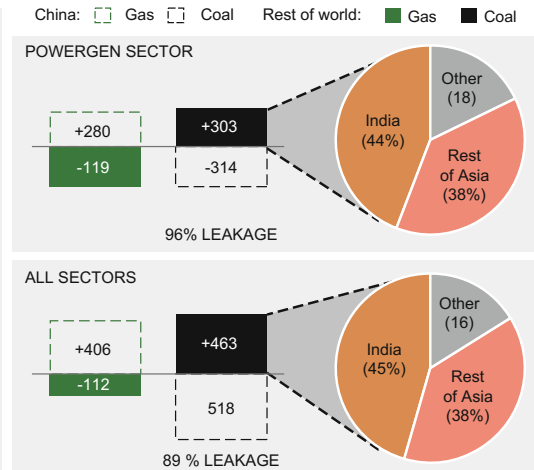 China: Gas Coal Rest of world: Gas Coal
POWERGEN SECTOR
+280
-119
+303
-314
96% LEAKAGE
India
(44%)
Other
(18)
Rest
of Asia
(38%)
ALL SECTORS
+406
-112
+463
518
89 % LEAKAGE
India
(45%)
Other
(16)
Rest
of Asia
(38%)